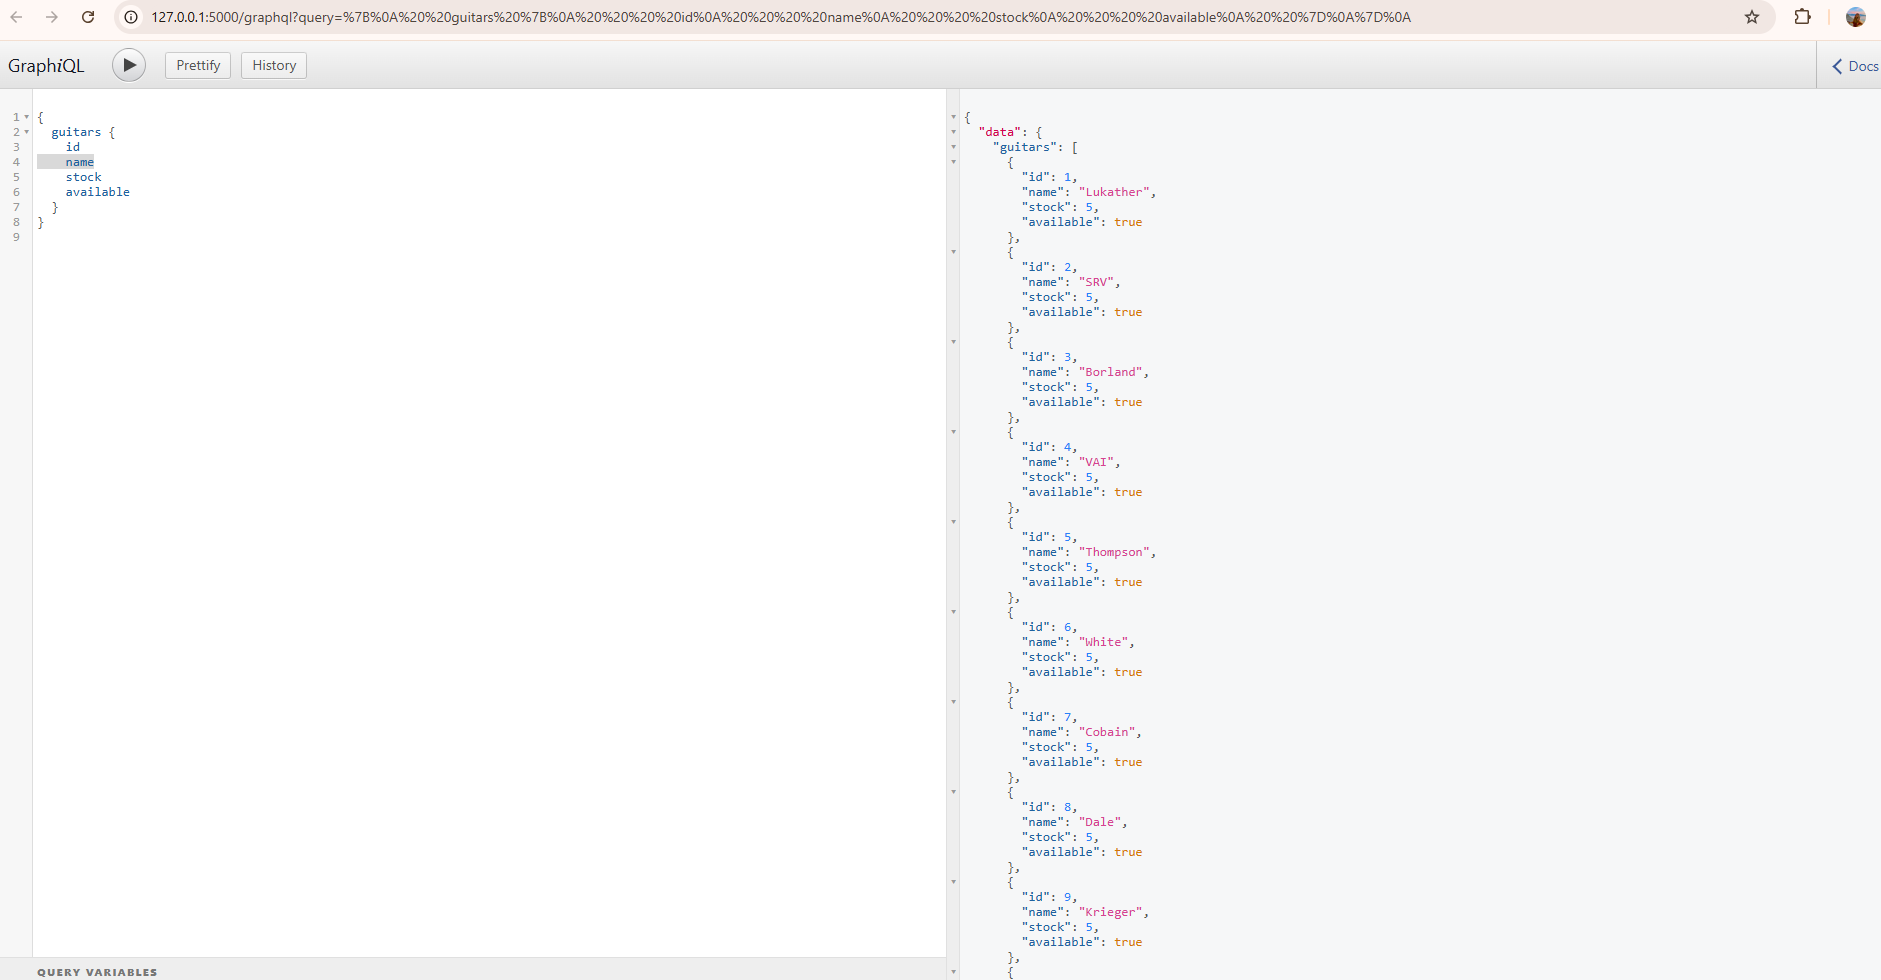 127.0.0.1:5000/graphql?query=%7B%0A%20%20guitars%20%7B%0A%20%20%20%20id%0A%20%20%20%20name%0A%20%20%20%20stock%0A%20%20%20%20available%0A%20%20%7D%0A%7D%0A
GraphiQL
Prettify
History
Docs
1 {
2 guitars {
3 id
4 name
5 stock
6 available
7 }
8 }
9
{
"data": {
"guitars": [
{
"id": 1,
"name": "Lukather",
"stock": 5,
"available": true
},
{
"id": 2,
"name": "SRV",
"stock": 5,
"available": true
},
{
"id": 3,
"name": "Borland",
"stock": 5,
"available": true
},
{
"id": 4,
"name": "VAI",
"stock": 5,
"available": true
},
{
"id": 5,
"name": "Thompson",
"stock": 5,
"available": true
},
{
"id": 6,
"name": "White",
"stock": 5,
"available": true
},
{
"id": 7,
"name": "Cobain",
"stock": 5,
"available": true
},
{
"id": 8,
"name": "Dale",
"stock": 5,
"available": true
},
{
"id": 9,
"name": "Krieger",
"stock": 5,
"available": true
},
{
QUERY VARIABLES